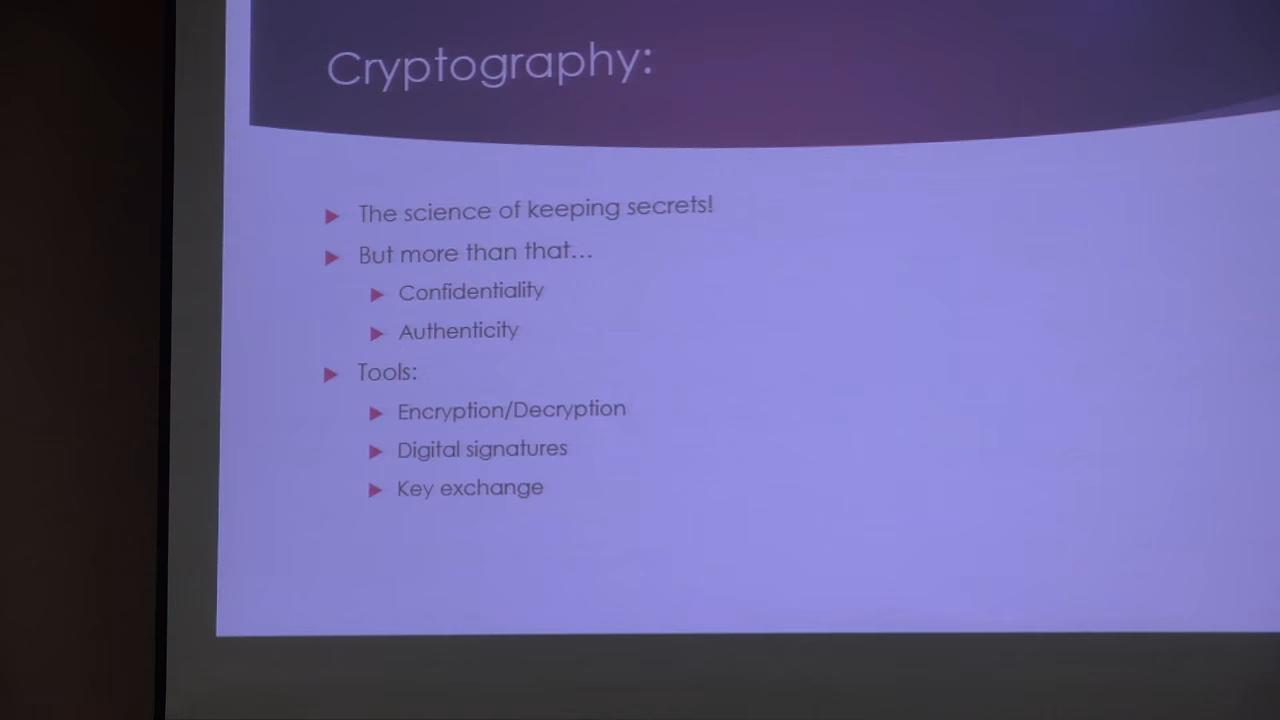 Cryptography:
The science of keeping secrets!
But more than that...
Confidentiality
Authenticity
Tools:
Encryption/Decryption
Digital signatures
Key exchange